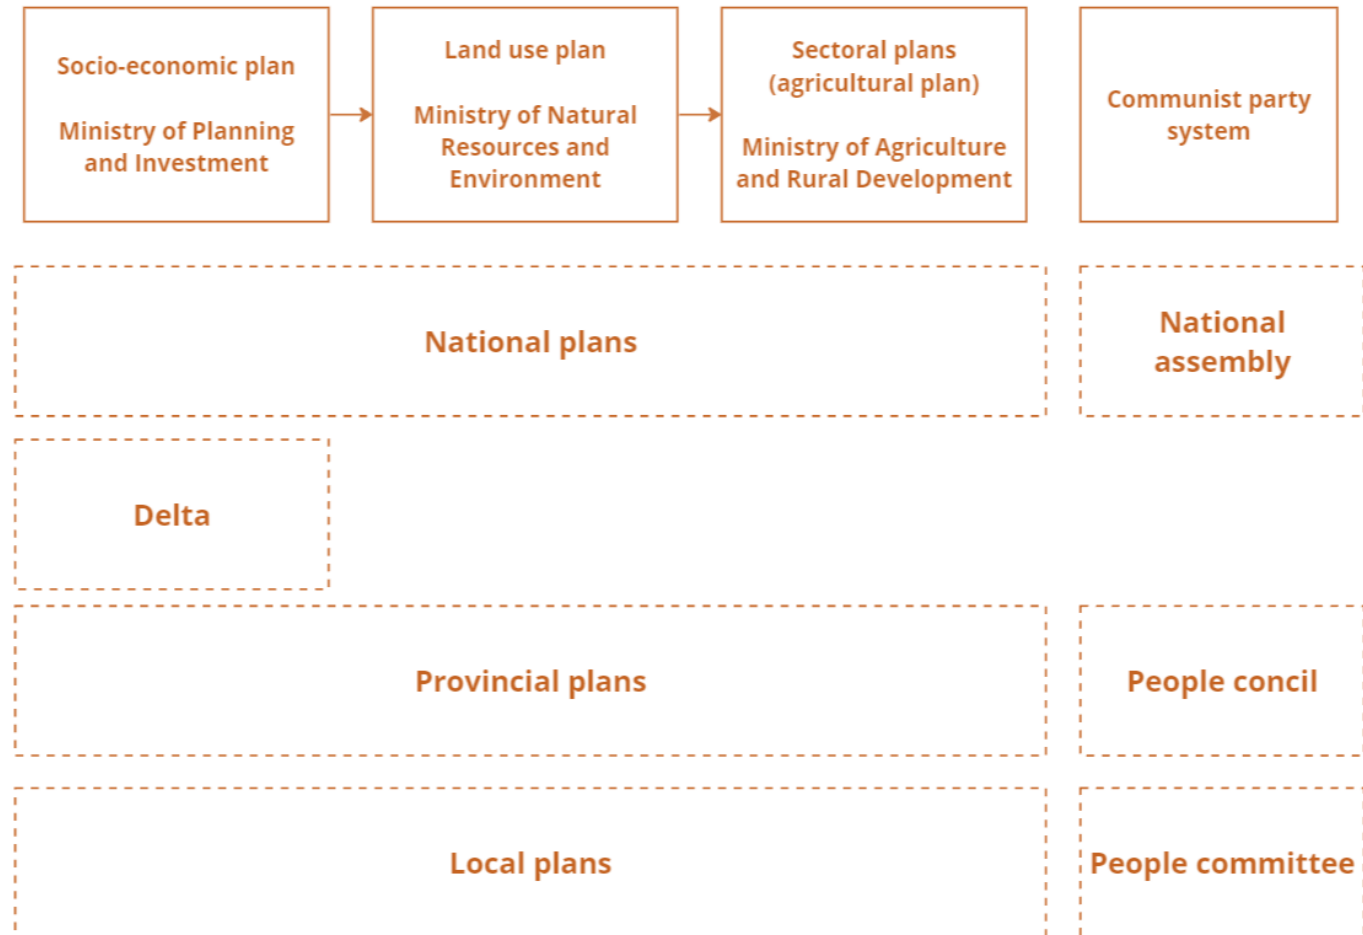 Socio-economic plan
Ministry of Planning
and Investment
Land use plan
Ministry of Natural
Resources and
Environment
Sectoral plans
(agricultural plan)
Ministry of Agriculture
and Rural Development
Communist party
system
National plans
National
assembly
Delta
Provincial plans
People concil
Local plans
People committee